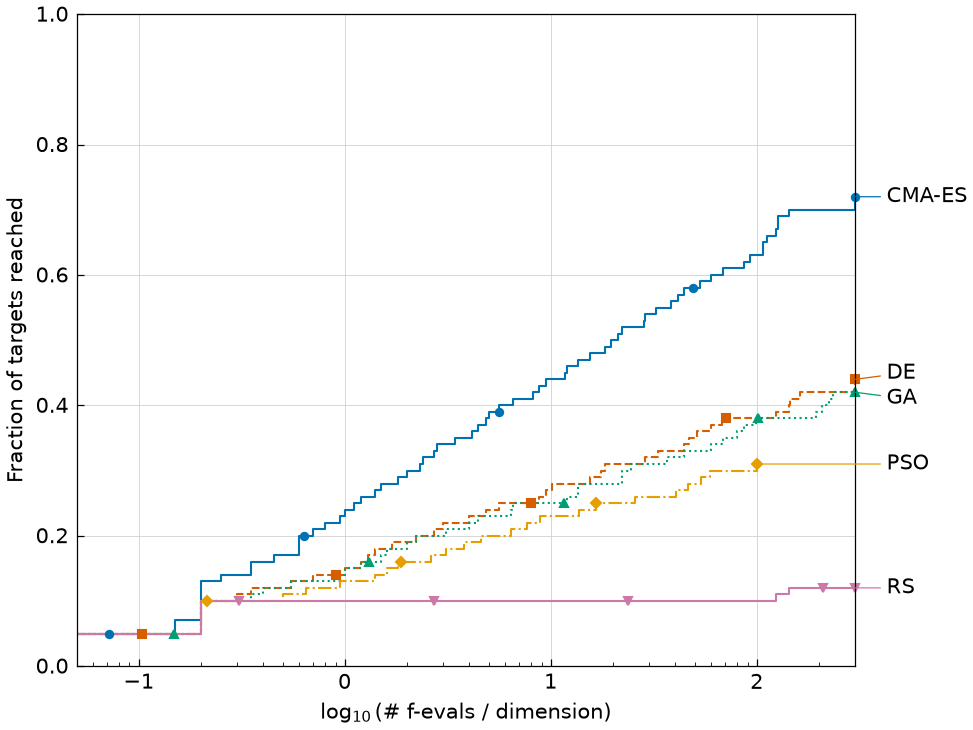 1.0
0.8
0.6
0.4
0.2
0.0
Fraction of targets reached
−1
0
1
2
log10(# f-evals / dimension)
CMA-ES
DE
GA
PSO
RS